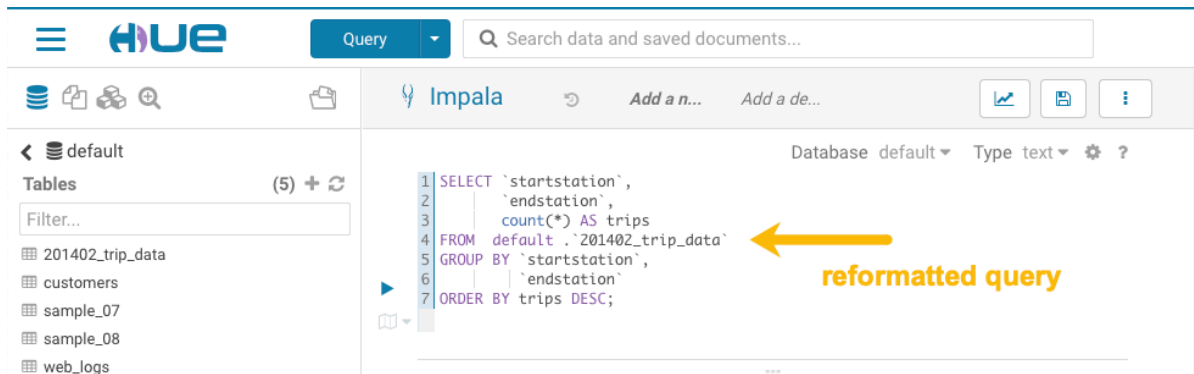 HUE
Query
Search data and saved documents...
Impala
Add a n...
Add a de...
default
Database default Type text ?
Tables (5)
Filter...
201402_trip_data
customers
sample_07
sample_08
web_logs
1 SELECT `startstation`,
2 `endstation`,
3 count(*) AS trips
4 FROM default .`201402_trip_data`
5 GROUP BY `startstation`,
6 `endstation`
7 ORDER BY trips DESC;
reformatted query